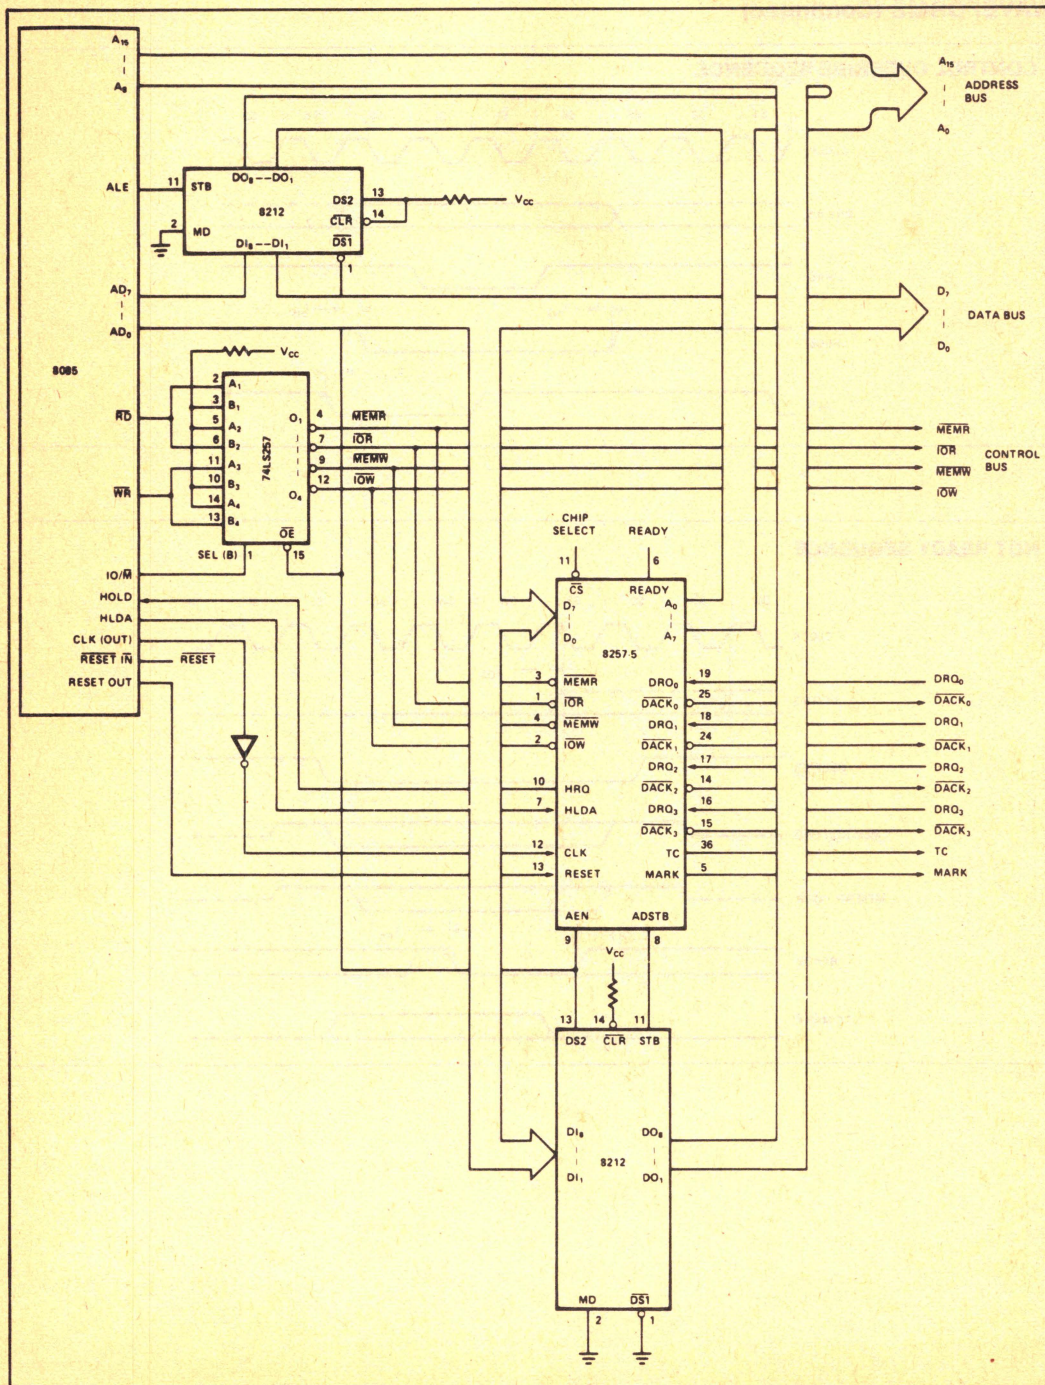 A15
A8
ALE
AD7
AD0
8085
RD
WR
IO/M
HOLD
HLDA
CLK (OUT)
RESET IN
RESET
RESET OUT
11 STB
DO8 -- DO1
DS2 13
8212
CLR 14
2 MD
DI8 -- DI1
DS1
1
VCC
VCC
2 A1
3 B1
5 A2
6 B2
11 A3
10 B3
14 A4
13 B4
74LS257
O1 4 MEMR
7 IOR
9 MEMW
O4 12 IOW
OE
SEL (B) 1
15
A15
ADDRESS
BUS
A0
D7
DATA BUS
D0
MEMR
IOR
CONTROL
BUS
MEMW
IOW
CHIP
SELECT
READY
11
6
CS
READY
D7
A0
D0
A7
8257-5
3 MEMR
1 IOR
4 MEMW
2 IOW
10 HRQ
7 HLDA
12 CLK
13 RESET
DRQ0 19 DRQ0
DACK0 25 DACK0
DRQ1 18 DRQ1
DACK1 24 DACK1
DRQ2 17 DRQ2
DACK2 14 DACK2
DRQ3 16 DRQ3
DACK3 15 DACK3
TC 36 TC
MARK 5 MARK
AEN
ADSTB
9
8
VCC
13
14
11
DS2
CLR
STB
DI8
DO8
8212
DI1
DO1
MD
DS1
2
1